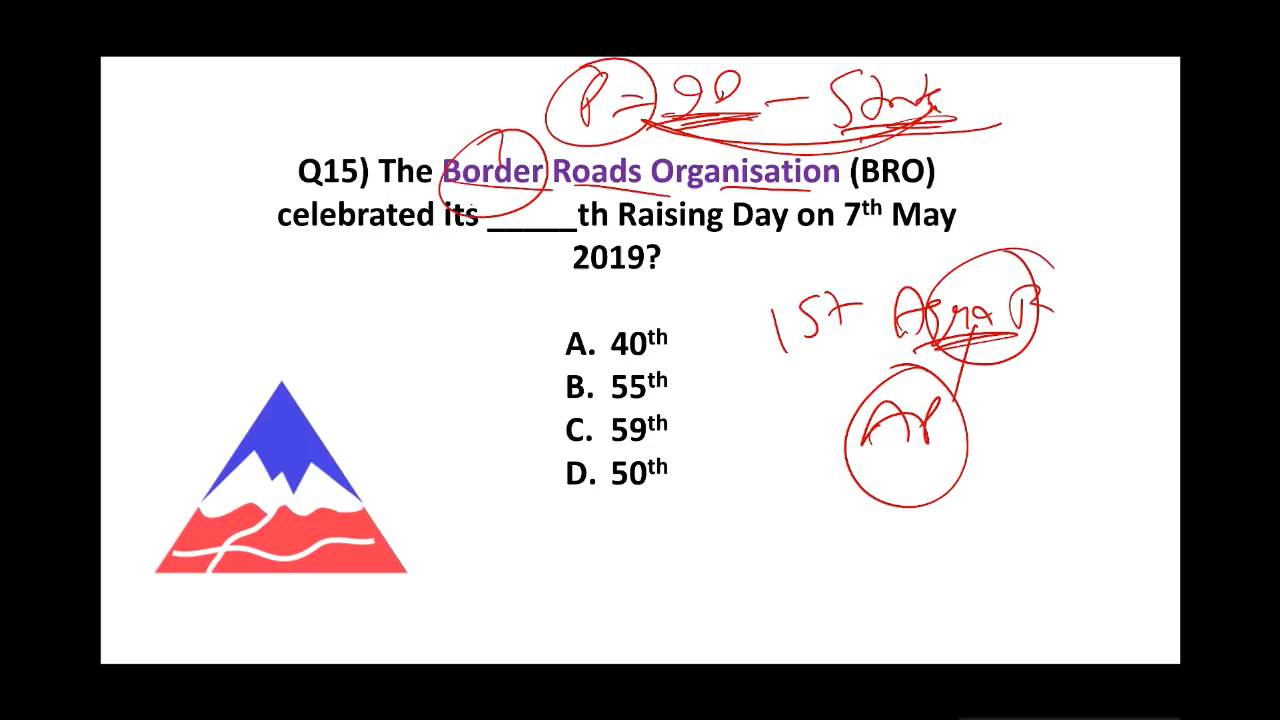 Q15) The Border Roads Organisation (BRO)
celebrated its _____th Raising Day on 7th May
2019?
1st
A. 40th
B. 55th
C. 59th
AP
D. 50th